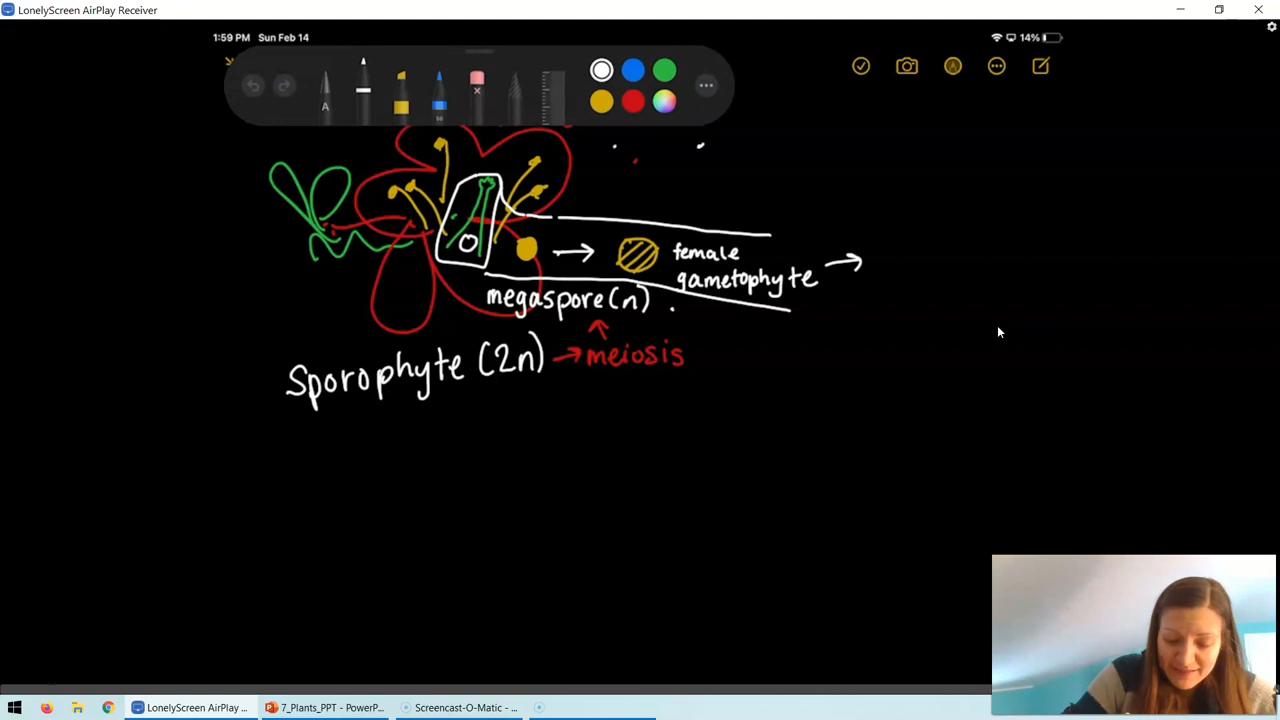 LonelyScreen AirPlay Receiver
1:59 PM Sun Feb 14
14%
A
50
female
gametophyte
megaspore(n)
Sporophyte (2n) → meiosis
LonelyScreen AirPlay ...
7_Plants_PPT - PowerP...
Screencast-O-Matic - ...